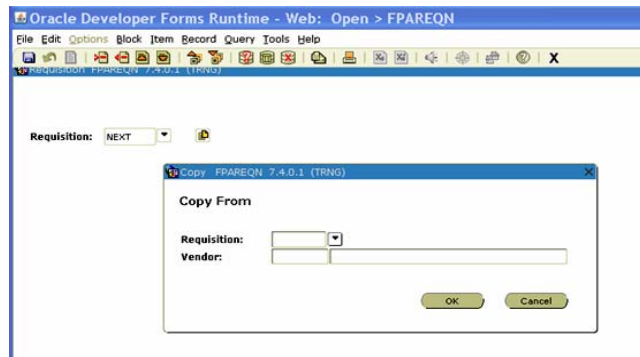 Oracle Developer Forms Runtime - Web: Open > FPAREQN
File Edit Options Block Item Record Query Tools Help
X
Requisition FPAREQN 7.4.0.1 (TRNG)
Requisition: NEXT
Copy FPAREQN 7.4.0.1 (TRNG)
Copy From
Requisition:
Vendor:
OK Cancel